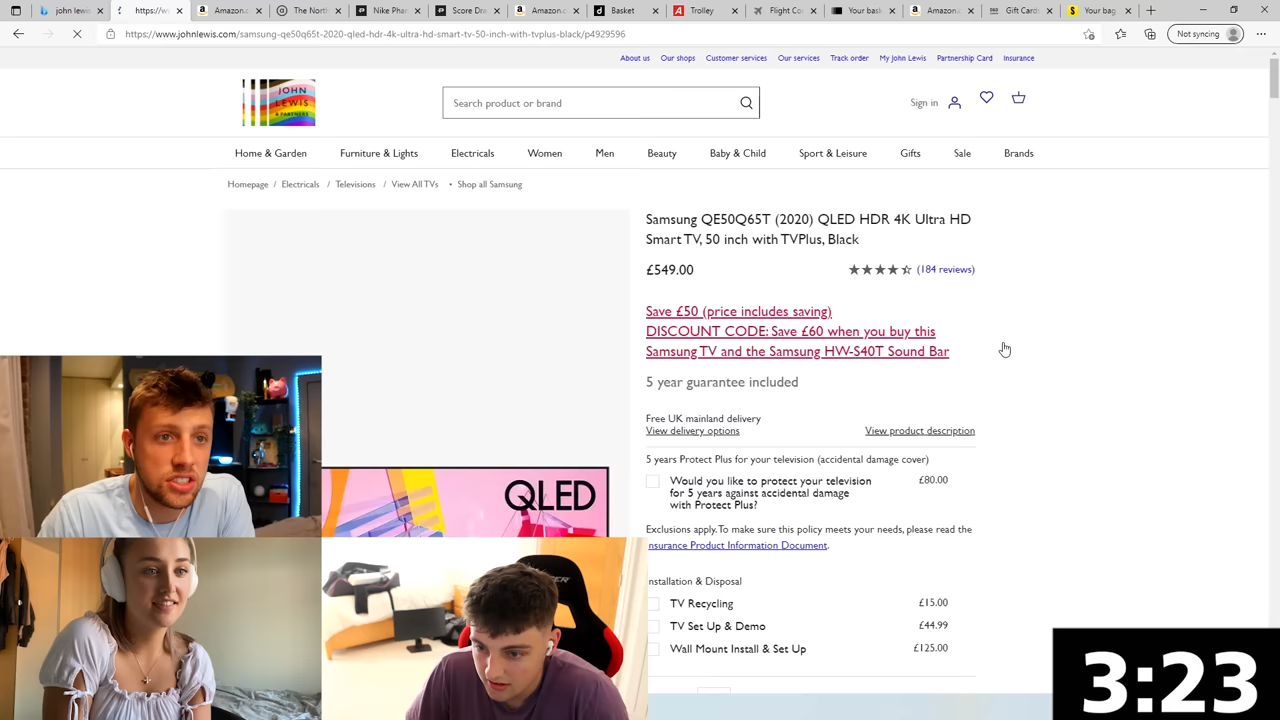 johnlewis
Nike Phar
Score Dra
Amazon
Basket
Trolley
Amazon
Flight Co
Amazon
Your bag
https://www.johnlewis.com/samsung-qe50q65t-2020-qled-hdr-4k-ultra-hd-smart-tv-50-inch-with-tvplus-black/p4929596
Not syncing
About us Our shops Customer services Our services Track order My John Lewis Partnership Card Insurance
JOHN
LEWIS
& PARTNERS
Search product or brand
Sign in
Home & Garden Furniture & Lights Electricals Women Men Beauty Baby & Child Sport & Leisure Gifts Sale Brands
Homepage / Electricals / Televisions / View All TVs • Shop all Samsung
Samsung QE50Q65T (2020) QLED HDR 4K Ultra HD
Smart TV, 50 inch with TVPlus, Black
£549.00
(184 reviews)
Save £50 (price includes saving)
DISCOUNT CODE: Save £60 when you buy this
Samsung TV and the Samsung HW-S40T Sound Bar
5 year guarantee included
Free UK mainland delivery
View delivery options View product description
5 years Protect Plus for your television (accidental damage cover)
Would you like to protect your television £80.00
for 5 years against accidental damage
with Protect Plus?
Exclusions apply. To make sure this policy meets your needs, please read the
nsurance Product Information Document.
nstallation & Disposal
TV Recycling £15.00
TV Set Up & Demo £44.99
Wall Mount Install & Set Up £125.00
QLED
3:23